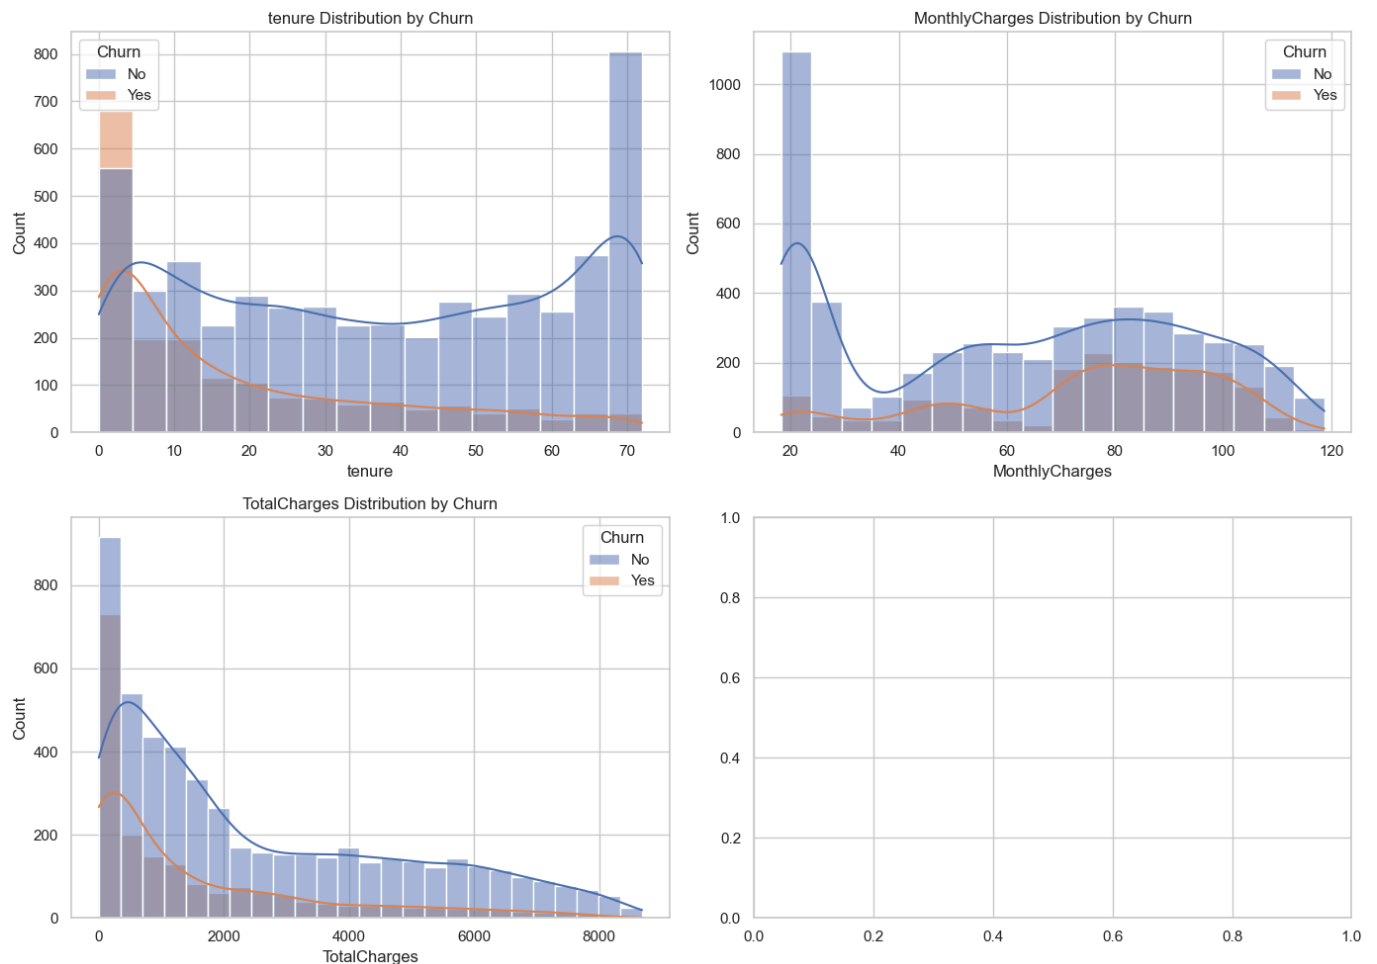 tenure Distribution by Churn
Churn
No
Yes
Count
800
700
600
500
400
300
200
100
0
0 10 20 30 40 50 60 70
tenure
MonthlyCharges Distribution by Churn
Churn
No
Yes
Count
1000
800
600
400
200
0
20 40 60 80 100 120
MonthlyCharges
TotalCharges Distribution by Churn
Churn
No
Yes
Count
800
600
400
200
0
0 2000 4000 6000 8000
TotalCharges
1.0
0.8
0.6
0.4
0.2
0.0
0.0 0.2 0.4 0.6 0.8 1.0